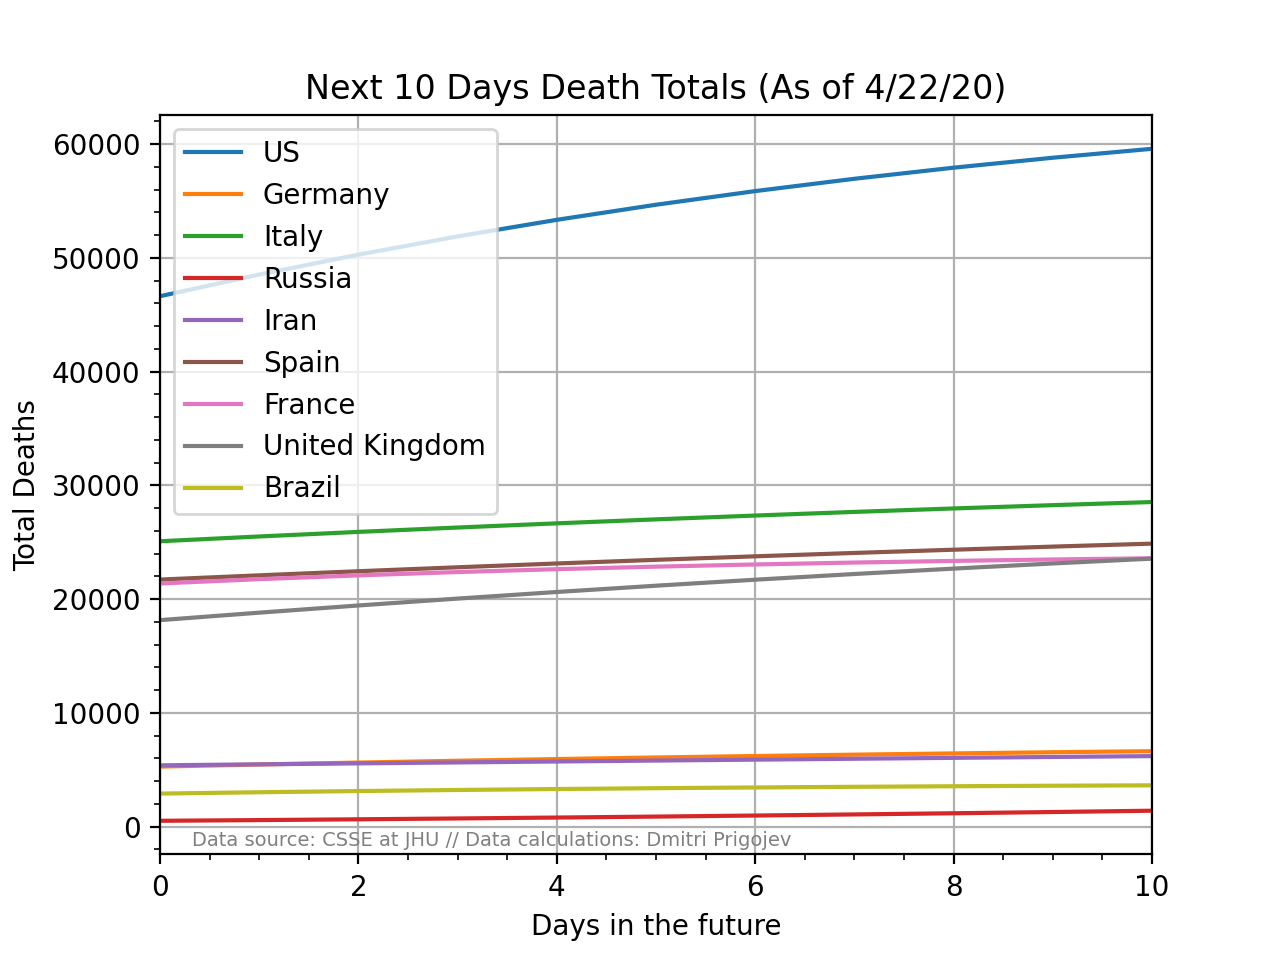 Next 10 Days Death Totals (As of 4/22/20)
60000
50000
40000
30000
20000
10000
0
Total Deaths
US
Germany
Italy
Russia
Iran
Spain
France
United Kingdom
Brazil
Data source: CSSE at JHU // Data calculations: Dmitri Prigojev
0 2 4 6 8 10
Days in the future